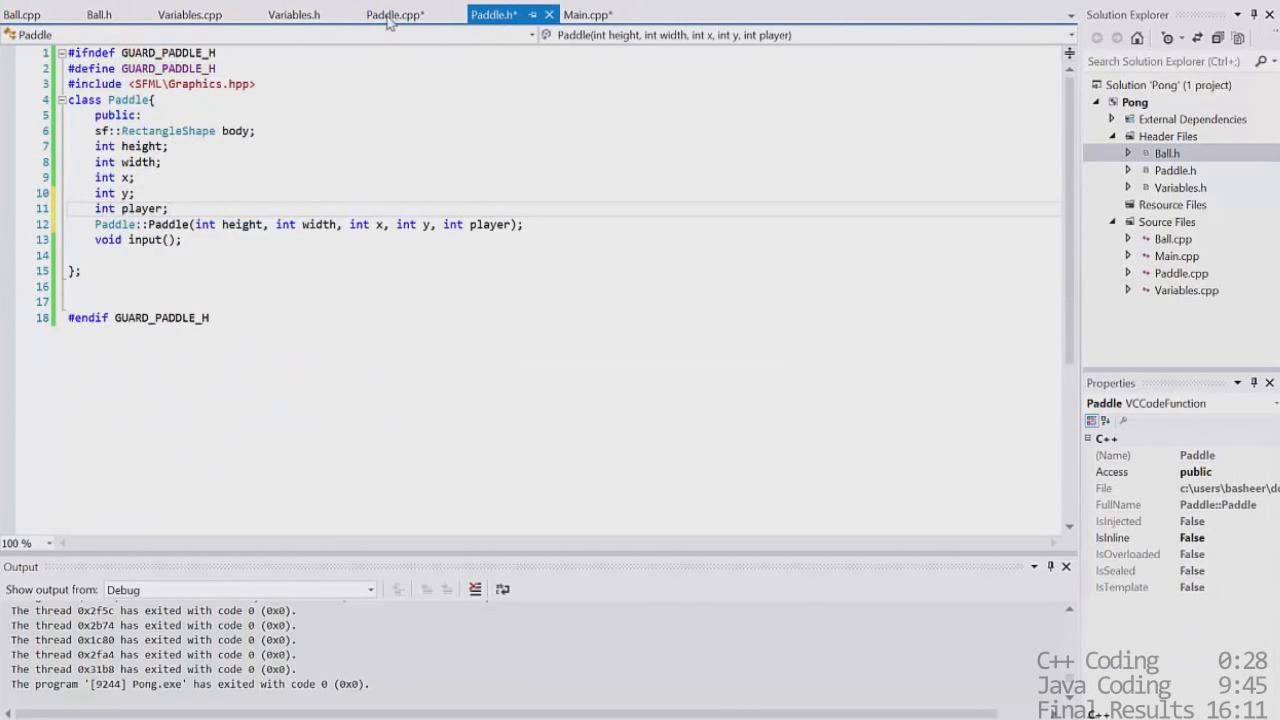 Ball.cpp Ball.h Variables.cpp Variables.h Paddle.cpp* Paddle.h* Main.cpp*
Paddle Paddle(int height, int width, int x, int y, int player)
1 #ifndef GUARD_PADDLE_H
2 #define GUARD_PADDLE_H
3 #include <SFML\Graphics.hpp>
4 class Paddle{
5 public:
6 sf::RectangleShape body;
7 int height;
8 int width;
9 int x;
10 int y;
11 int player;
12 Paddle::Paddle(int height, int width, int x, int y, int player);
13 void input();
14
15 };
16
17
18 #endif GUARD_PADDLE_H
100 %
Output
Show output from: Debug
The thread 0x2f5c has exited with code 0 (0x0).
The thread 0x2b74 has exited with code 0 (0x0).
The thread 0x1c80 has exited with code 0 (0x0).
The thread 0x2fa4 has exited with code 0 (0x0).
The thread 0x31b8 has exited with code 0 (0x0).
The program '[9244] Pong.exe' has exited with code 0 (0x0).
Solution Explorer
Search Solution Explorer (Ctrl+;)
Solution 'Pong' (1 project)
Pong
External Dependencies
Header Files
Ball.h
Paddle.h
Variables.h
Resource Files
Source Files
Ball.cpp
Main.cpp
Paddle.cpp
Variables.cpp
Properties
Paddle VCCodeFunction
C++
(Name) Paddle
Access public
File c:\users\basheer\do
FullName Paddle::Paddle
IsInjected False
IsInline False
IsOverloaded False
IsSealed False
IsTemplate False
C++ Coding 0:28
Java Coding 9:45
Final Results 16:11
C++